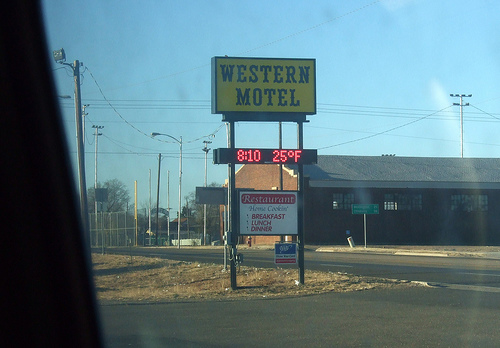 WESTERN
MOTEL
8:10 25°F
Restaurant
Home Cookin'
BREAKFAST
LUNCH
DINNER